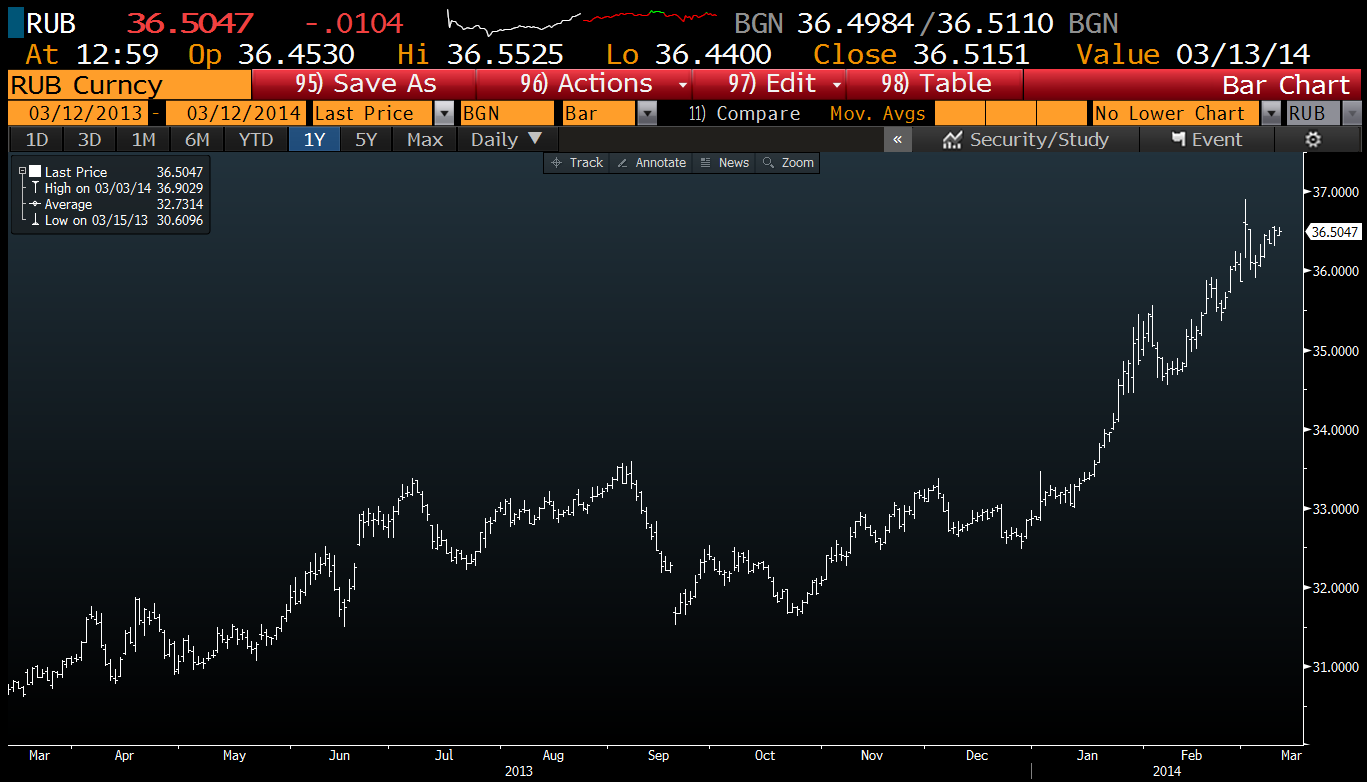 RUB 36.5047 -.0104 BGN 36.4984 /36.5110 BGN
At 12:59 Op 36.4530 Hi 36.5525 Lo 36.4400 Close 36.5151 Value 03/13/14
RUB Curncy 95) Save As 96) Actions 97) Edit 98) Table Bar Chart
03/12/2013 - 03/12/2014 Last Price BGN Bar 11) Compare Mov. Avgs No Lower Chart RUB
1D 3D 1M 6M YTD 1Y 5Y Max Daily ▼ « Security/Study Event
Track Annotate News Zoom
Last Price 36.5047
High on 03/03/14 36.9029
Average 32.7314
Low on 03/15/13 30.6096
37.0000
36.5047
36.0000
35.0000
34.0000
33.0000
32.0000
31.0000
Mar Apr May Jun Jul Aug Sep Oct Nov Dec Jan Feb Mar
2013 2014